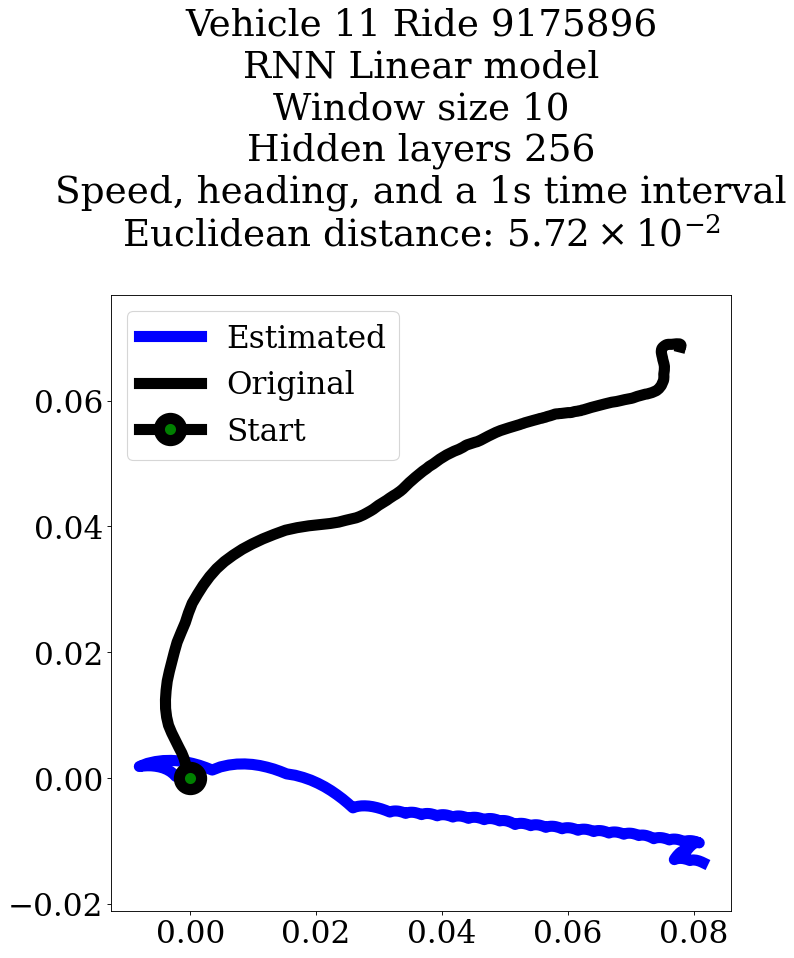 Vehicle 11 Ride 9175896
RNN Linear model
Window size 10
Hidden layers 256
Speed, heading, and a 1s time interval
Euclidean distance: 5.72 × 10⁻²
Estimated
Original
Start
0.06
0.04
0.02
0.00
−0.02
0.00 0.02 0.04 0.06 0.08